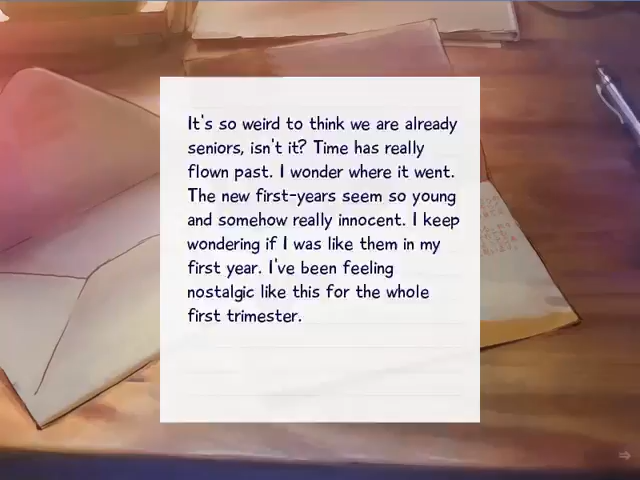 It's so weird to think we are already
seniors, isn't it? Time has really
flown past. I wonder where it went.
The new first-years seem so young
and somehow really innocent. I keep
wondering if I was like them in my
first year. I've been feeling
nostalgic like this for the whole
first trimester.